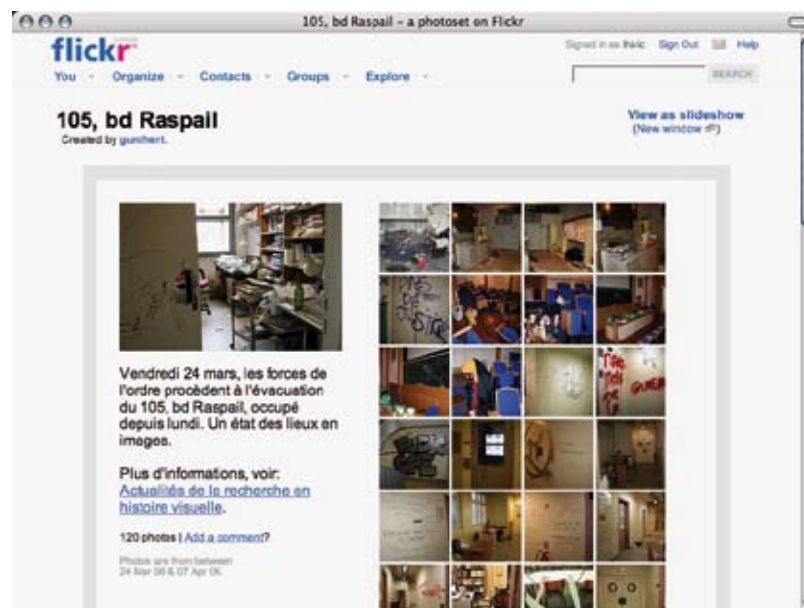 105, bd Raspail – a photoset on Flickr
flickr
Signed in as Sign Out Help
You Organize Contacts Groups Explore
SEARCH
105, bd Raspail
Created by gunthert.
View as slideshow
(New window)
Vendredi 24 mars, les forces de
l'ordre procèdent à l'évacuation
du 105, bd Raspail, occupé
depuis lundi. Un état des lieux en
images.
Plus d'informations, voir:
Actualités de la recherche en
histoire visuelle.
120 photos | Add a comment?
Photos are from between
24 Mar 06 & 07 Apr 06.